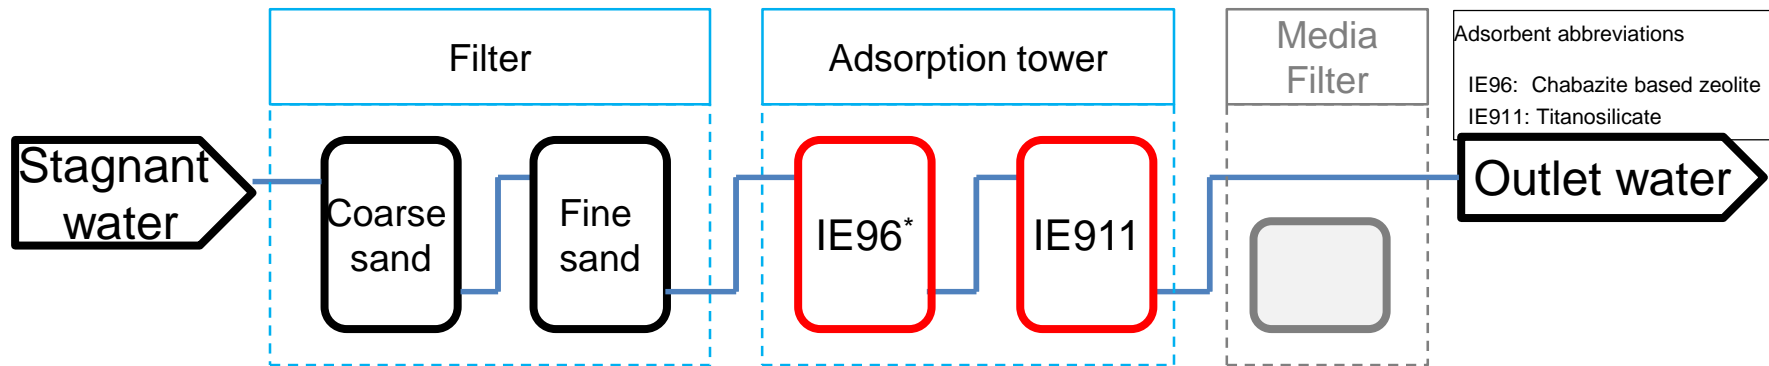 Filter
Adsorption tower
Media
Filter
Adsorbent abbreviations
IE96: Chabazite based zeolite
IE911: Titanosilicate
Stagnant
water
Coarse
sand
Fine
sand
IE96*
IE911
Outlet water